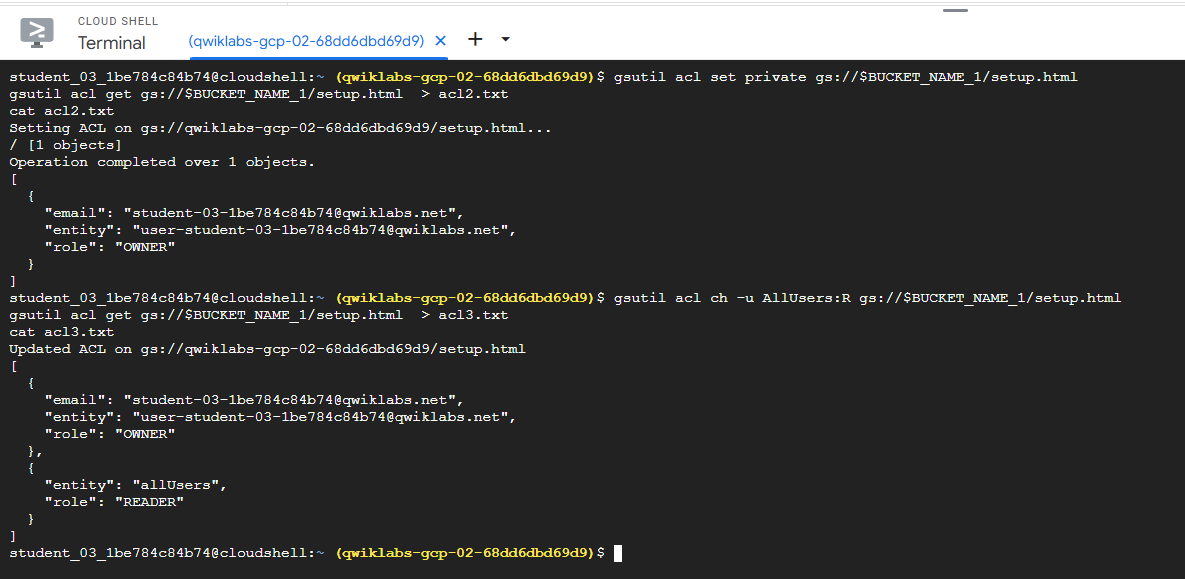 CLOUD SHELL
Terminal
(qwiklabs-gcp-02-68dd6dbd69d9)
student_03_1be784c84b74@cloudshell:~ (qwiklabs-gcp-02-68dd6dbd69d9)$ gsutil acl set private gs://$BUCKET_NAME_1/setup.html
gsutil acl get gs://$BUCKET_NAME_1/setup.html  > acl2.txt
cat acl2.txt
Setting ACL on gs://qwiklabs-gcp-02-68dd6dbd69d9/setup.html...
/ [1 objects]
Operation completed over 1 objects.
[
  {
    "email": "student-03-1be784c84b74@qwiklabs.net",
    "entity": "user-student-03-1be784c84b74@qwiklabs.net",
    "role": "OWNER"
  }
]
student_03_1be784c84b74@cloudshell:~ (qwiklabs-gcp-02-68dd6dbd69d9)$ gsutil acl ch -u AllUsers:R gs://$BUCKET_NAME_1/setup.html
gsutil acl get gs://$BUCKET_NAME_1/setup.html  > acl3.txt
cat acl3.txt
Updated ACL on gs://qwiklabs-gcp-02-68dd6dbd69d9/setup.html
[
  {
    "email": "student-03-1be784c84b74@qwiklabs.net",
    "entity": "user-student-03-1be784c84b74@qwiklabs.net",
    "role": "OWNER"
  },
  {
    "entity": "allUsers",
    "role": "READER"
  }
]
student_03_1be784c84b74@cloudshell:~ (qwiklabs-gcp-02-68dd6dbd69d9)$